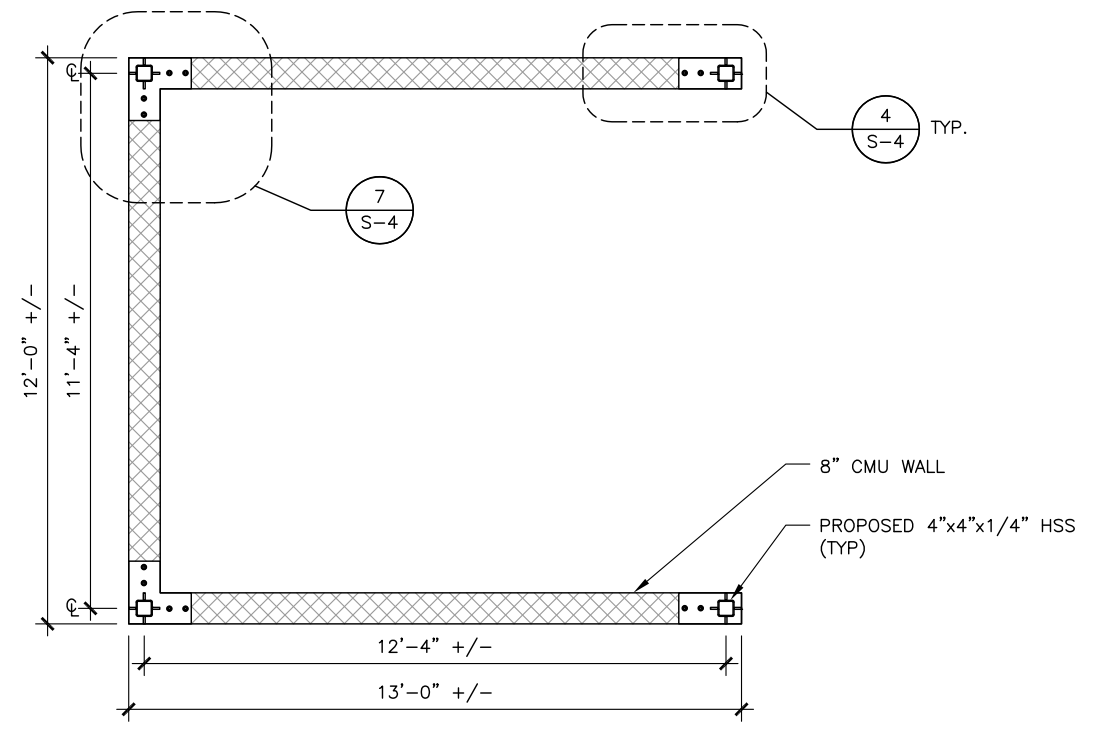 ℄
4
S-4
TYP.
7
S-4
12'-0" +/-
11'-4" +/-
8" CMU WALL
PROPOSED 4"x4"x1/4" HSS
(TYP)
℄
12'-4" +/-
13'-0" +/-